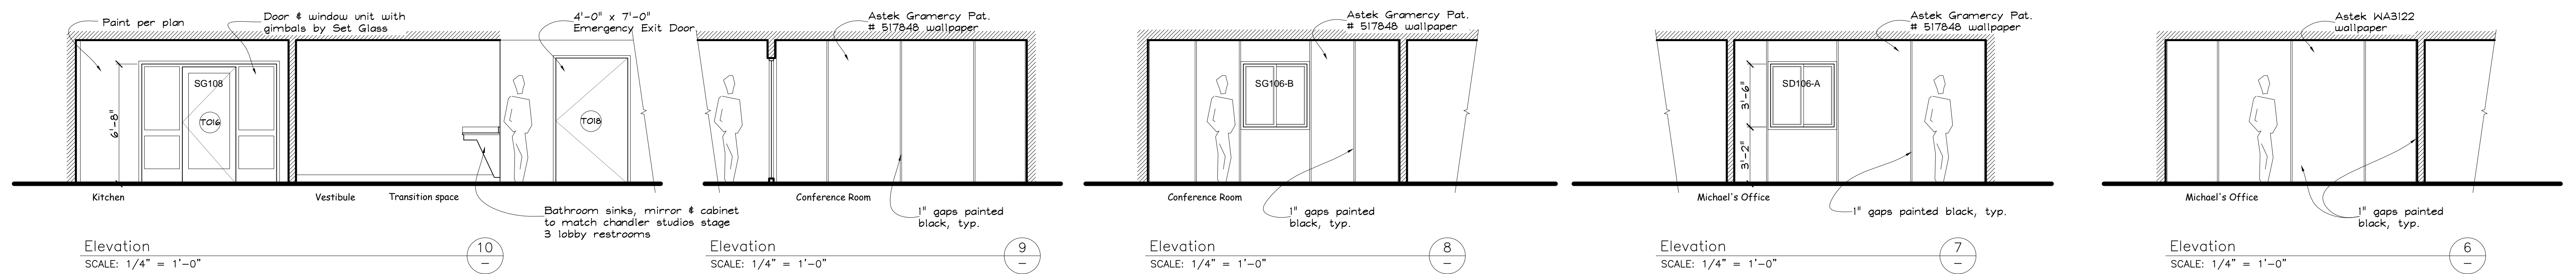 Paint per plan
Door & window unit with
gimbals by Set Glass
4'-0" x 7'-0"
Emergency Exit Door
6'-8"
SG108
TO16
TO18
Kitchen
Vestibule
Transition space
Bathroom sinks, mirror & cabinet
to match chandler studios stage
3 lobby restrooms
Elevation
SCALE: 1/4" = 1'-0"
10
–
Astek Gramercy Pat.
# 517848 wallpaper
Conference Room
1" gaps painted
black, typ.
Elevation
SCALE: 1/4" = 1'-0"
9
–
Astek Gramercy Pat.
# 517848 wallpaper
SG106-B
Conference Room
1" gaps painted
black, typ.
Elevation
SCALE: 1/4" = 1'-0"
8
–
Astek Gramercy Pat.
# 517848 wallpaper
SD106-A
3'-6"
3'-2"
Michael's Office
1" gaps painted black, typ.
Elevation
SCALE: 1/4" = 1'-0"
7
–
Astek WA3122
wallpaper
Michael's Office
1" gaps painted
black, typ.
Elevation
SCALE: 1/4" = 1'-0"
6
–